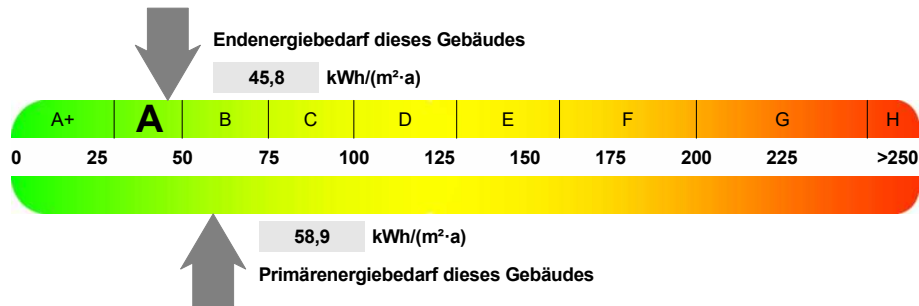 Endenergiebedarf dieses Gebäudes
45,8 kWh/(m²·a)
A+ A B C D E F G H
0 25 50 75 100 125 150 175 200 225 >250
58,9 kWh/(m²·a)
Primärenergiebedarf dieses Gebäudes